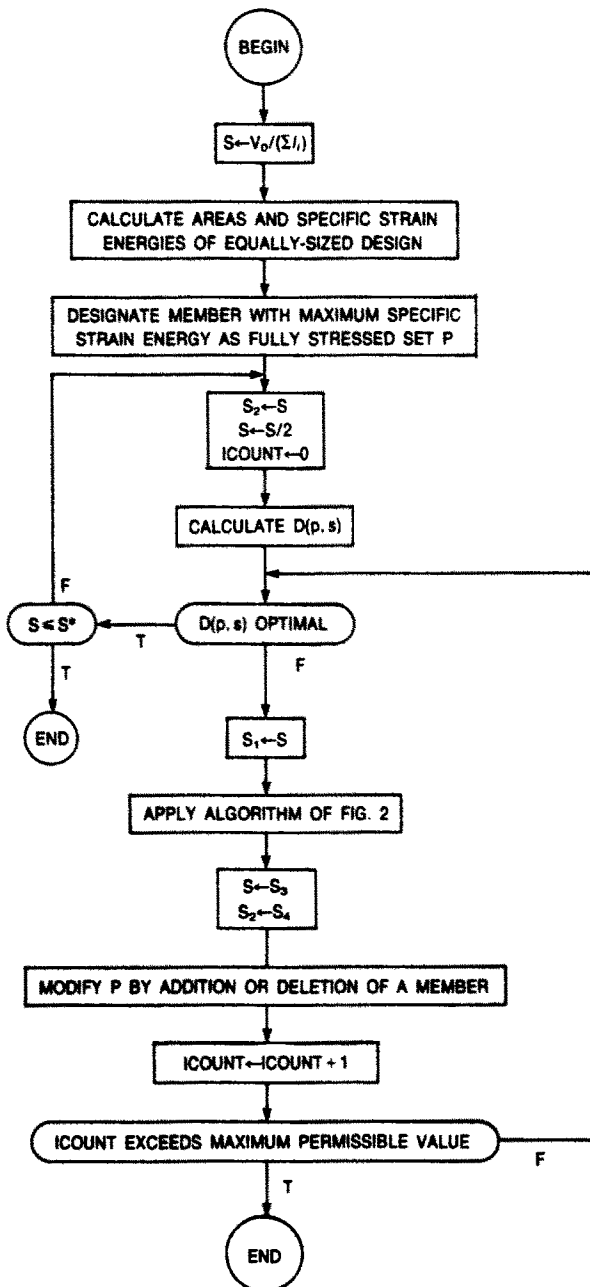 BEGIN
S←V₀/(Σlᵢ)
CALCULATE AREAS AND SPECIFIC STRAIN
ENERGIES OF EQUALLY-SIZED DESIGN
DESIGNATE MEMBER WITH MAXIMUM SPECIFIC
STRAIN ENERGY AS FULLY STRESSED SET P
S₂←S
S←S/2
ICOUNT←0
CALCULATE D(p, s)
F
S ≤ S*
T
D(p, s) OPTIMAL
T
F
END
S₁←S
APPLY ALGORITHM OF FIG. 2
S←S₃
S₂←S₄
MODIFY P BY ADDITION OR DELETION OF A MEMBER
ICOUNT←ICOUNT + 1
ICOUNT EXCEEDS MAXIMUM PERMISSIBLE VALUE
F
T
END